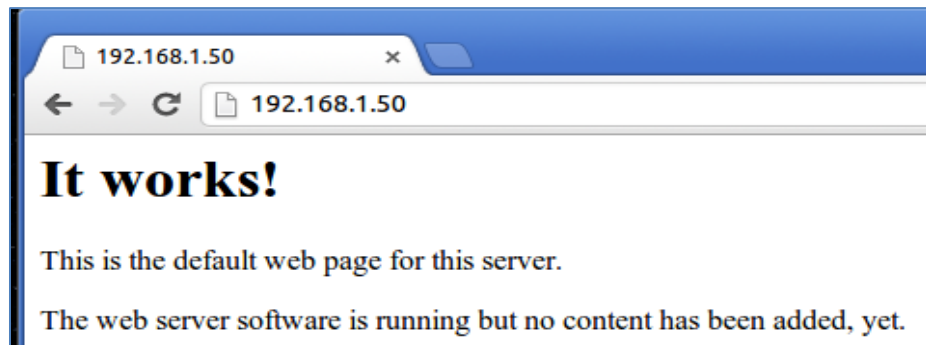 192.168.1.50
192.168.1.50
It works!
This is the default web page for this server.
The web server software is running but no content has been added, yet.